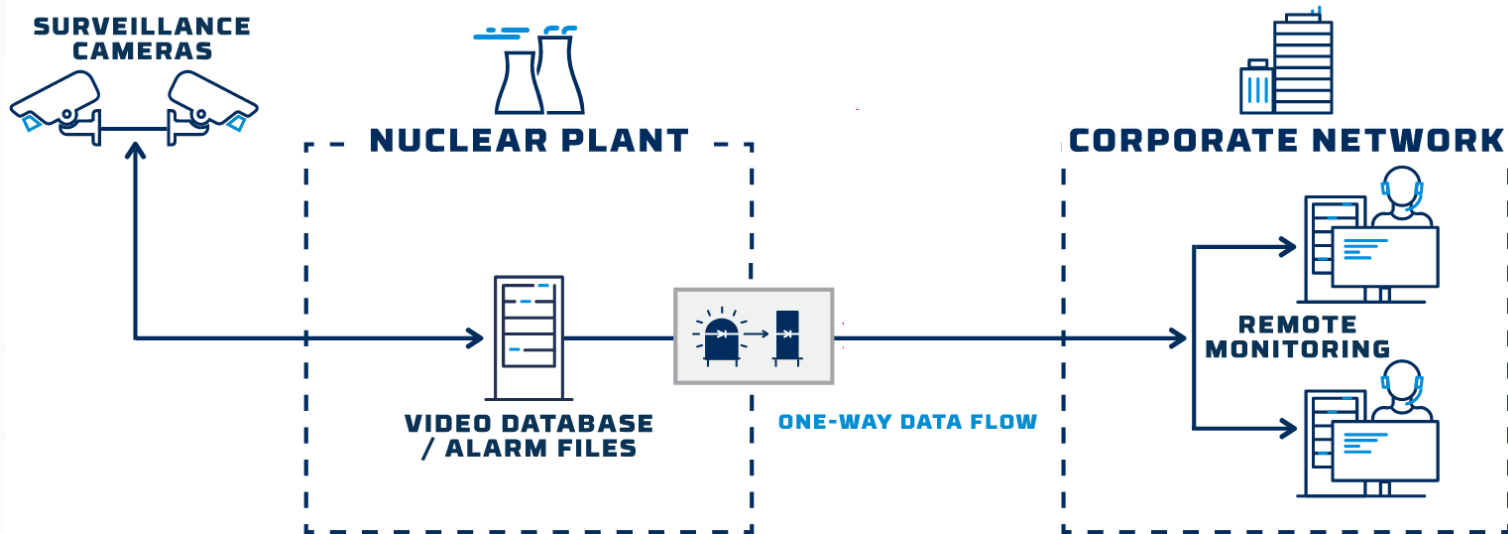 SURVEILLANCE
CAMERAS
NUCLEAR PLANT
CORPORATE NETWORK
VIDEO DATABASE
/ ALARM FILES
ONE-WAY DATA FLOW
REMOTE
MONITORING